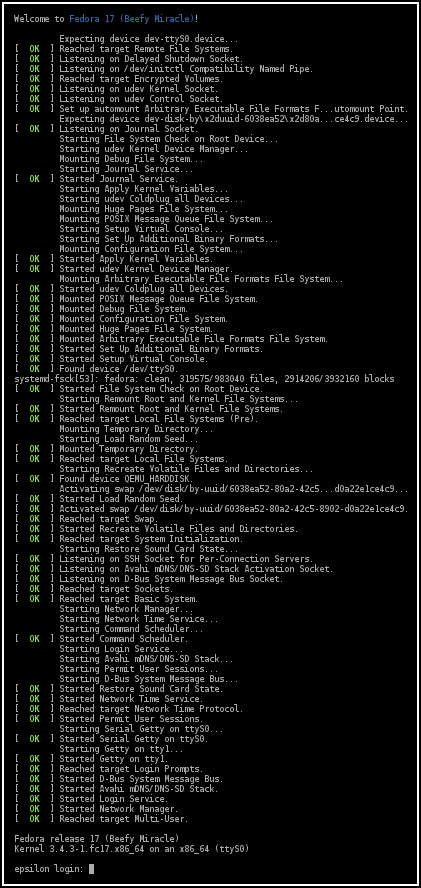 Welcome to Fedora 17 (Beefy Miracle)!
Expecting device dev-ttyS0.device...
[  OK  ] Reached target Remote File Systems.
[  OK  ] Listening on Delayed Shutdown Socket.
[  OK  ] Listening on /dev/initctl Compatibility Named Pipe.
[  OK  ] Reached target Encrypted Volumes.
[  OK  ] Listening on udev Kernel Socket.
[  OK  ] Listening on udev Control Socket.
[  OK  ] Set up automount Arbitrary Executable File Formats F...utomount Point.
Expecting device dev-disk-by\x2duuid-6038ea52\x2d80a...ce4c9.device...
[  OK  ] Listening on Journal Socket.
Starting File System Check on Root Device...
Starting udev Kernel Device Manager...
Mounting Debug File System...
Starting Journal Service...
[  OK  ] Started Journal Service.
Starting Apply Kernel Variables...
Starting udev Coldplug all Devices...
Mounting Huge Pages File System...
Mounting POSIX Message Queue File System...
Starting Setup Virtual Console...
Starting Set Up Additional Binary Formats...
Mounting Configuration File System...
[  OK  ] Started Apply Kernel Variables.
[  OK  ] Started udev Kernel Device Manager.
Mounting Arbitrary Executable File Formats File System...
[  OK  ] Started udev Coldplug all Devices.
[  OK  ] Mounted POSIX Message Queue File System.
[  OK  ] Mounted Debug File System.
[  OK  ] Mounted Configuration File System.
[  OK  ] Mounted Huge Pages File System.
[  OK  ] Mounted Arbitrary Executable File Formats File System.
[  OK  ] Started Set Up Additional Binary Formats.
[  OK  ] Started Setup Virtual Console.
[  OK  ] Found device /dev/ttyS0.
systemd-fsck[53]: fedora: clean, 319575/983040 files, 2914206/3932160 blocks
[  OK  ] Started File System Check on Root Device.
Starting Remount Root and Kernel File Systems...
[  OK  ] Started Remount Root and Kernel File Systems.
[  OK  ] Reached target Local File Systems (Pre).
Mounting Temporary Directory...
Starting Load Random Seed...
[  OK  ] Mounted Temporary Directory.
[  OK  ] Reached target Local File Systems.
Starting Recreate Volatile Files and Directories...
[  OK  ] Found device QEMU_HARDDISK.
Activating swap /dev/disk/by-uuid/6038ea52-80a2-42c5...d0a22e1ce4c9...
[  OK  ] Started Load Random Seed.
[  OK  ] Activated swap /dev/disk/by-uuid/6038ea52-80a2-42c5-8902-d0a22e1ce4c9.
[  OK  ] Reached target Swap.
[  OK  ] Started Recreate Volatile Files and Directories.
[  OK  ] Reached target System Initialization.
Starting Restore Sound Card State...
[  OK  ] Listening on SSH Socket for Per-Connection Servers.
[  OK  ] Listening on Avahi mDNS/DNS-SD Stack Activation Socket.
[  OK  ] Listening on D-Bus System Message Bus Socket.
[  OK  ] Reached target Sockets.
[  OK  ] Reached target Basic System.
Starting Network Manager...
Starting Network Time Service...
Starting Command Scheduler...
[  OK  ] Started Command Scheduler.
Starting Login Service...
Starting Avahi mDNS/DNS-SD Stack...
Starting Permit User Sessions...
Starting D-Bus System Message Bus...
[  OK  ] Started Restore Sound Card State.
[  OK  ] Started Network Time Service.
[  OK  ] Reached target Network Time Protocol.
[  OK  ] Started Permit User Sessions.
Starting Serial Getty on ttyS0...
[  OK  ] Started Serial Getty on ttyS0.
Starting Getty on tty1...
[  OK  ] Started Getty on tty1.
[  OK  ] Reached target Login Prompts.
[  OK  ] Started D-Bus System Message Bus.
[  OK  ] Started Avahi mDNS/DNS-SD Stack.
[  OK  ] Started Login Service.
[  OK  ] Started Network Manager.
[  OK  ] Reached target Multi-User.
Fedora release 17 (Beefy Miracle)
Kernel 3.4.3-1.fc17.x86_64 on an x86_64 (ttyS0)
epsilon login: